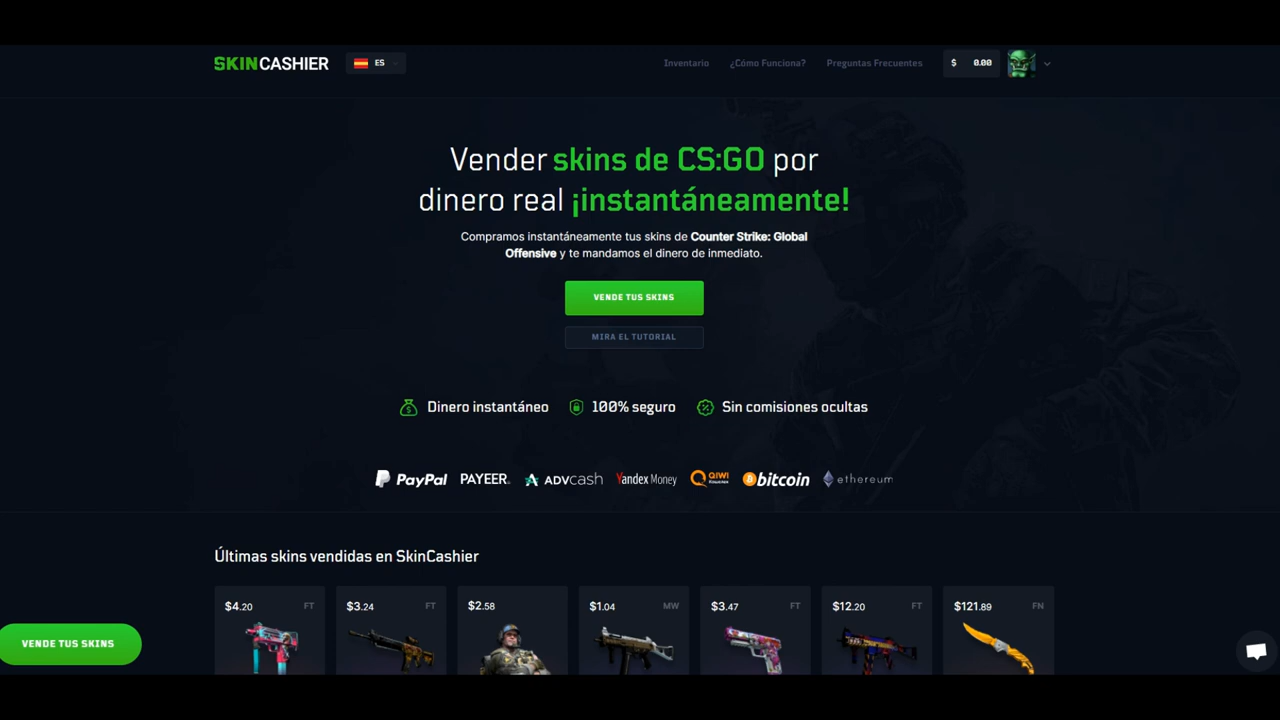 SKINCASHIER ES Inventario ¿Cómo Funciona? Preguntas Frecuentes $ 0.00
Vender skins de CS:GO por
dinero real ¡instantáneamente!
Compramos instantáneamente tus skins de Counter Strike: Global
Offensive y te mandamos el dinero de inmediato.
VENDE TUS SKINS
MIRA EL TUTORIAL
Dinero instantáneo 100% seguro Sin comisiones ocultas
PayPal PAYEER ADVcash Yandex Money QIWI Кошелек bitcoin ethereum
Últimas skins vendidas en SkinCashier
$4.20 FT $3.24 FT $2.58 $1.04 MW $3.47 FT $12.20 FT $121.89 FN
VENDE TUS SKINS